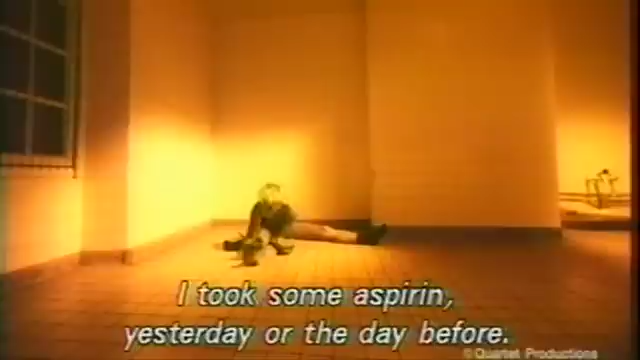 I took some aspirin,
yesterday or the day before.
© Quartet Productions